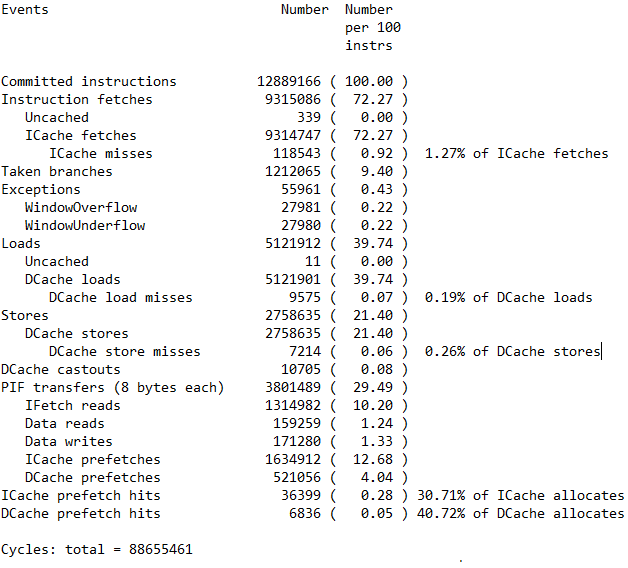 Events                             Number  Number
                                           per 100
                                           instrs

Committed instructions          12889166 ( 100.00 )
Instruction fetches              9315086 (  72.27 )
   Uncached                          339 (   0.00 )
   ICache fetches                9314747 (  72.27 )
      ICache misses               118543 (   0.92 )  1.27% of ICache fetches
Taken branches                   1212065 (   9.40 )
Exceptions                         55961 (   0.43 )
   WindowOverflow                  27981 (   0.22 )
   WindowUnderflow                 27980 (   0.22 )
Loads                            5121912 (  39.74 )
   Uncached                           11 (   0.00 )
   DCache loads                  5121901 (  39.74 )
      DCache load misses            9575 (   0.07 )  0.19% of DCache loads
Stores                           2758635 (  21.40 )
   DCache stores                 2758635 (  21.40 )
      DCache store misses           7214 (   0.06 )  0.26% of DCache stores
DCache castouts                    10705 (   0.08 )
PIF transfers (8 bytes each)     3801489 (  29.49 )
   IFetch reads                  1314982 (  10.20 )
   Data reads                     159259 (   1.24 )
   Data writes                    171280 (   1.33 )
   ICache prefetches             1634912 (  12.68 )
   DCache prefetches              521056 (   4.04 )
ICache prefetch hits               36399 (   0.28 ) 30.71% of ICache allocates
DCache prefetch hits                6836 (   0.05 ) 40.72% of DCache allocates

Cycles: total = 88655461